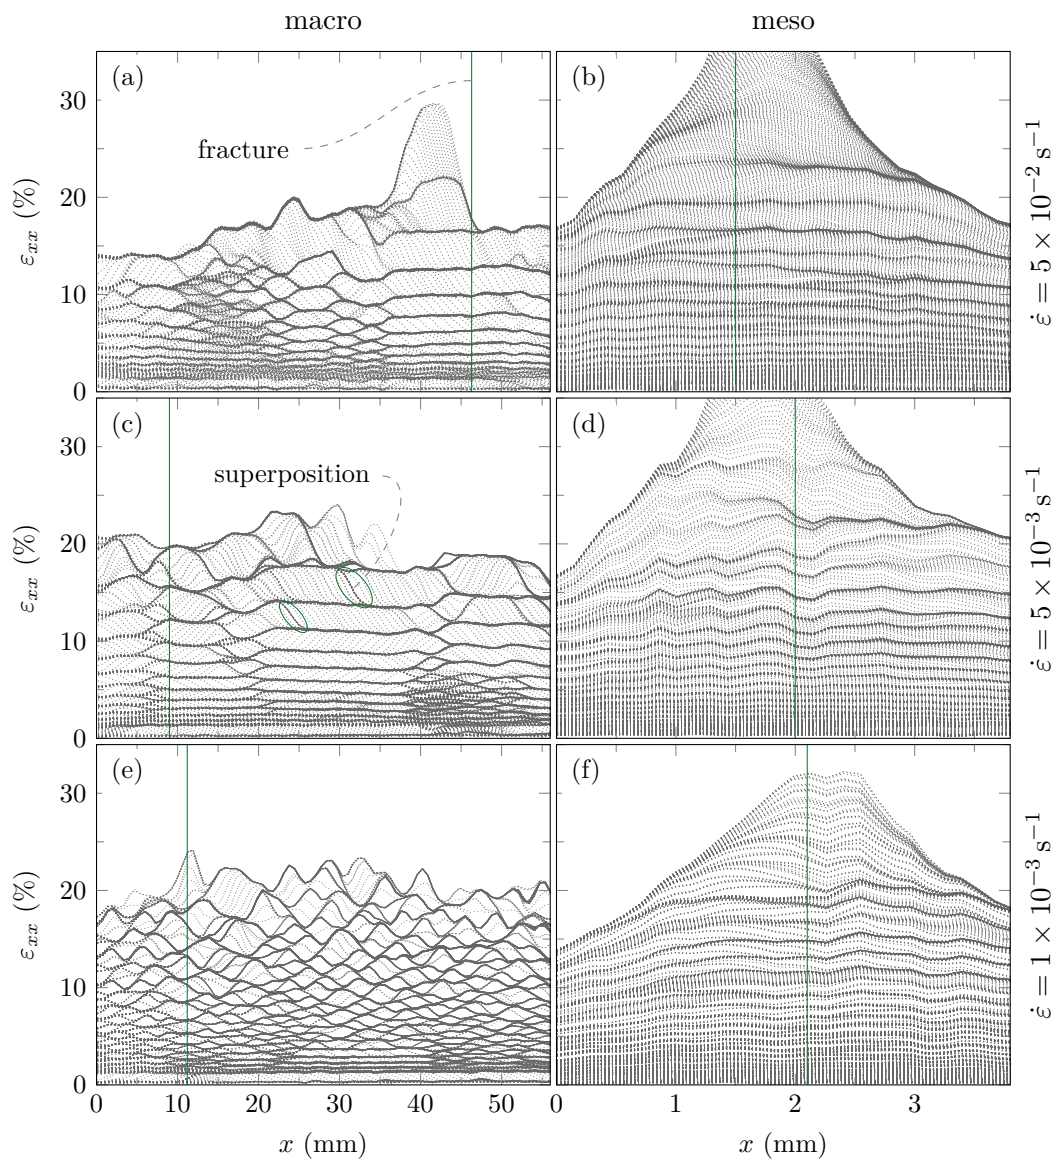 macro
meso
(a)
fracture
30
20
10
0
εxx (%)
(b)
ε̇ = 5 × 10⁻² s⁻¹
(c)
superposition
30
20
10
0
εxx (%)
(d)
ε̇ = 5 × 10⁻³ s⁻¹
(e)
30
20
10
0
εxx (%)
0 10 20 30 40 50
x (mm)
(f)
0 1 2 3
x (mm)
ε̇ = 1 × 10⁻³ s⁻¹